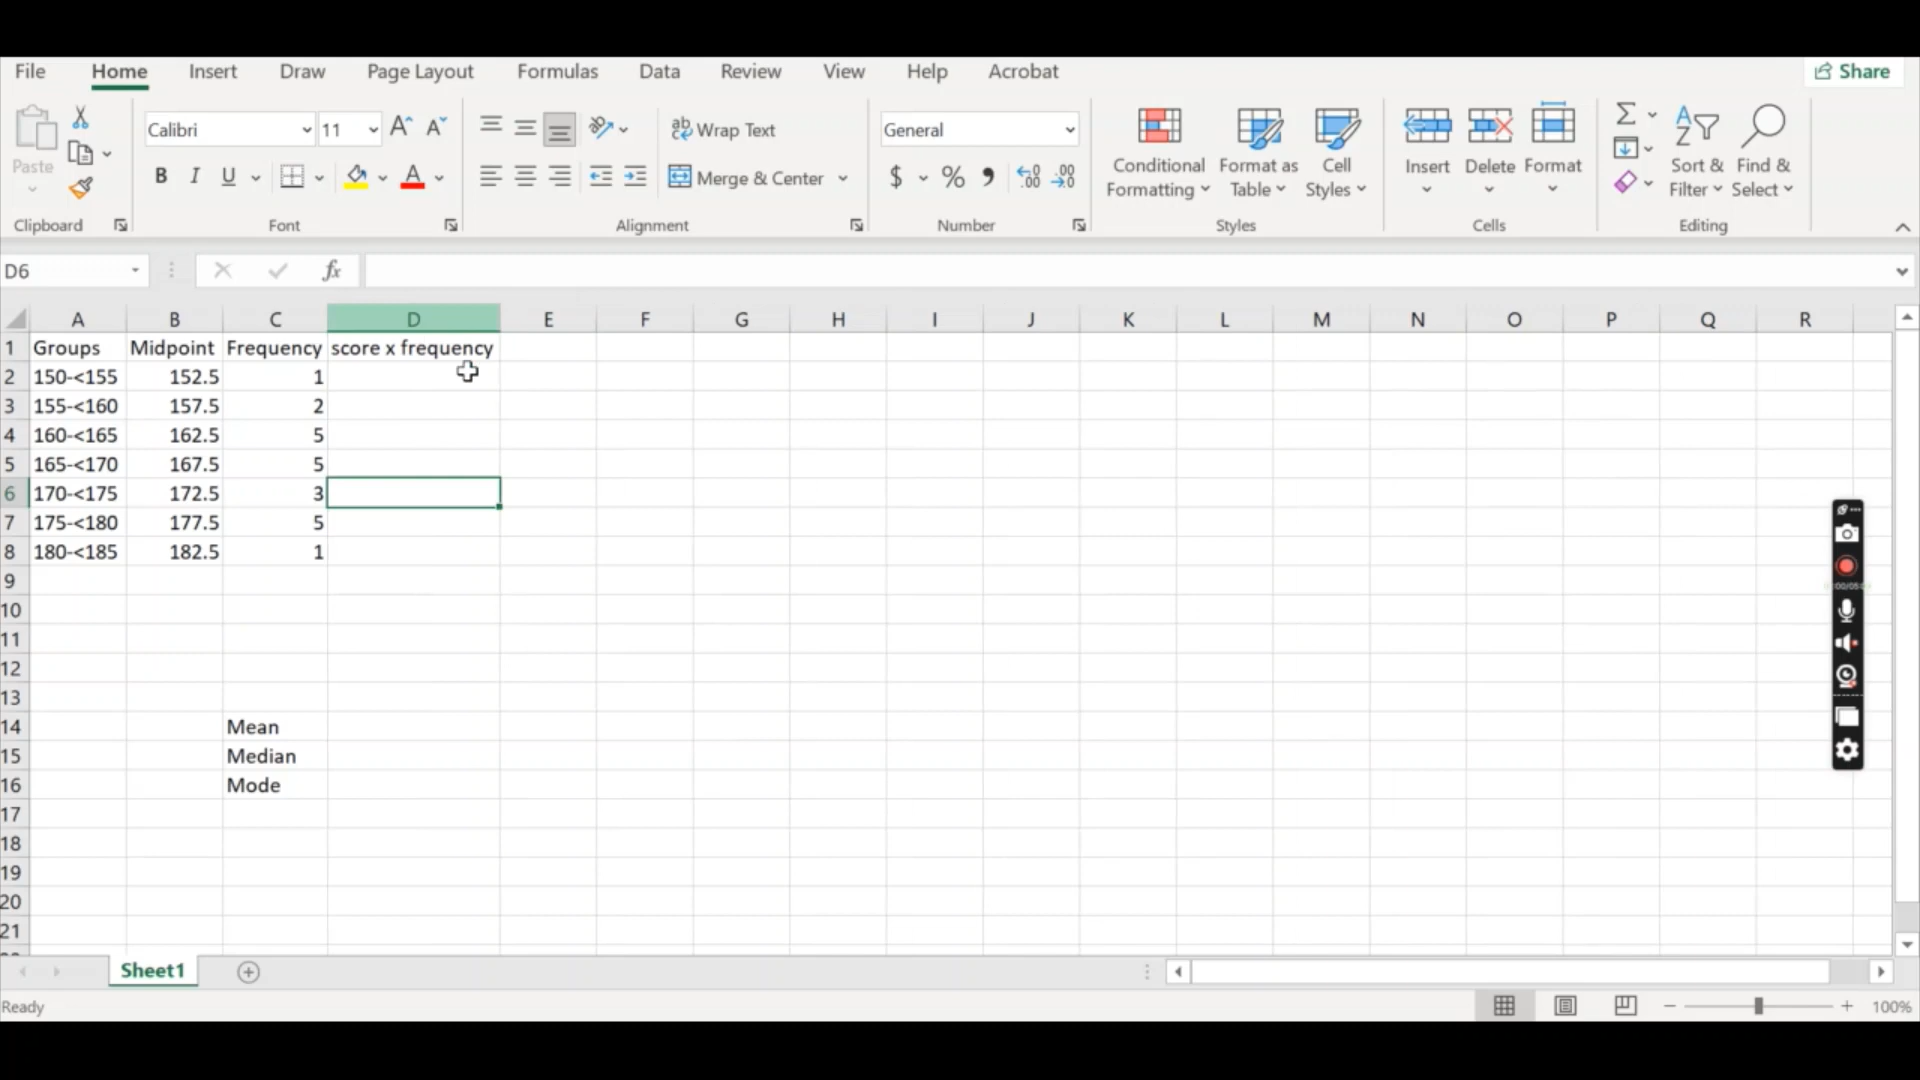 File Home Insert Draw Page Layout Formulas Data Review View Help Acrobat Share
Calibri 11 Wrap Text General
Paste B I U Merge & Center $ % Conditional Formatting Format as Table Cell Styles Insert Delete Format Sort & Filter Find & Select
Clipboard Font Alignment Number Styles Cells Editing
D6 fx
A B C D E F G H I J K L M N O P Q R
1 Groups Midpoint Frequency score x frequency
2 150-<155 152.5 1
3 155-<160 157.5 2
4 160-<165 162.5 5
5 165-<170 167.5 5
6 170-<175 172.5 3
7 175-<180 177.5 5
8 180-<185 182.5 1
9
10
11
12
13
14 Mean
15 Median
16 Mode
17
18
19
20
21
Sheet1
Ready 100%